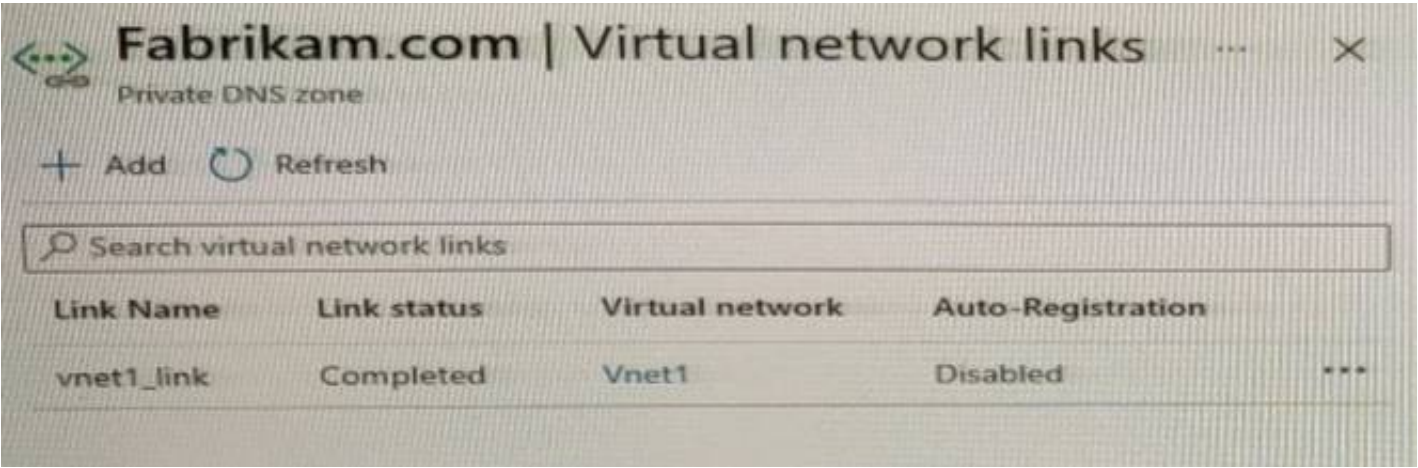 Fabrikam.com | Virtual network links ...
Private DNS zone
+ Add Refresh
Search virtual network links
Link Name Link status Virtual network Auto-Registration
vnet1_link Completed Vnet1 Disabled ...